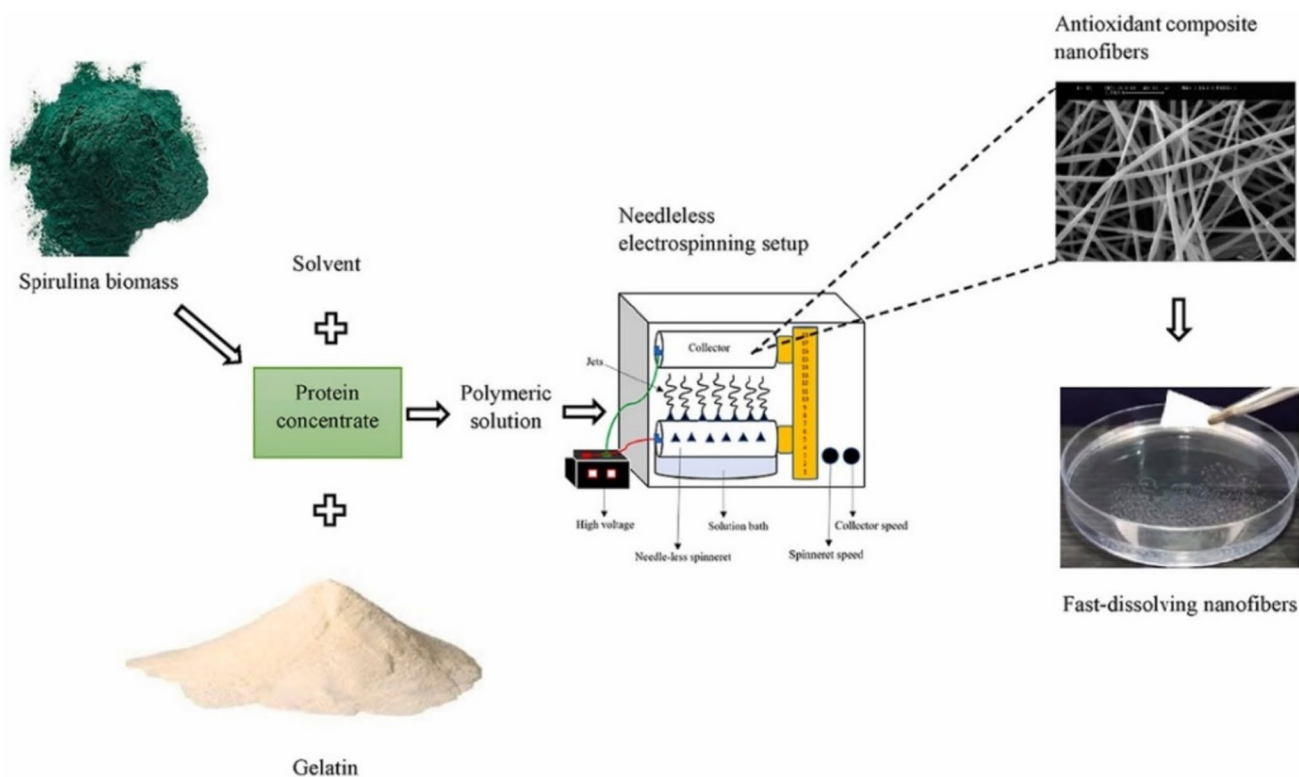 Antioxidant composite
nanofibers
Spirulina biomass
Solvent
Needleless
electrospinning setup
Protein
concentrate
Polymeric
solution
Collector
Jets
High voltage
Solution bath
Collector speed
Needle-less spinneret
Spinneret speed
Fast-dissolving nanofibers
Gelatin